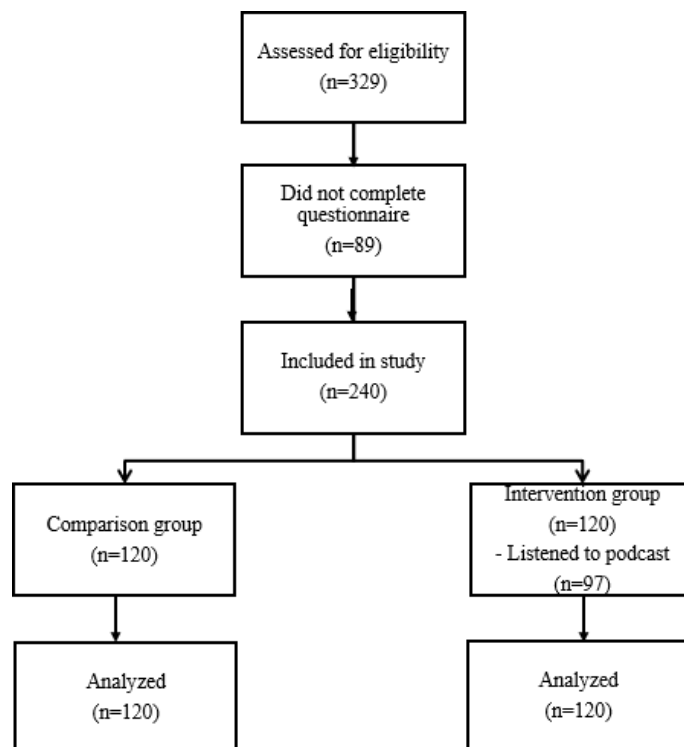 Assessed for eligibility
(n=329)
Did not complete
questionnaire
(n=89)
Included in study
(n=240)
Comparison group
(n=120)
Intervention group
(n=120)
- Listened to podcast
(n=97)
Analyzed
(n=120)
Analyzed
(n=120)